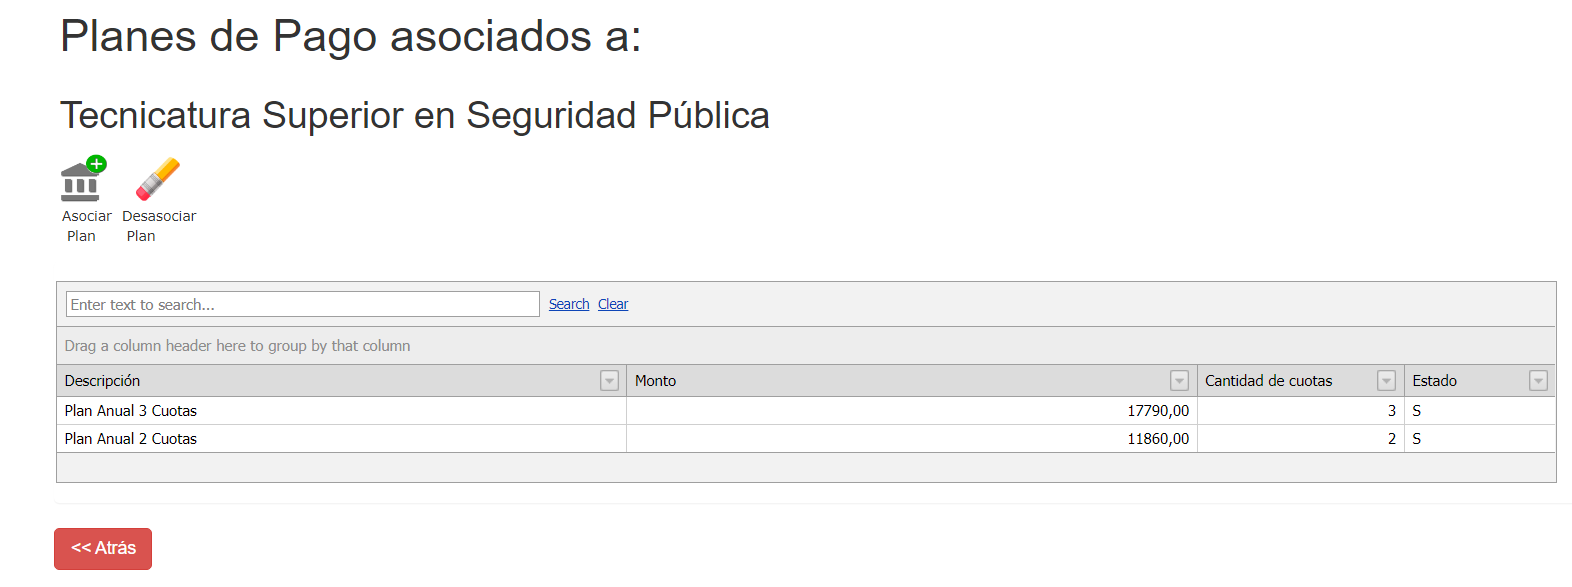 Planes de Pago asociados a:
Tecnicatura Superior en Seguridad Pública
Asociar Plan
Desasociar Plan
Enter text to search... Search Clear
Drag a column header here to group by that column
Descripción Monto Cantidad de cuotas Estado
Plan Anual 3 Cuotas 17790,00 3 S
Plan Anual 2 Cuotas 11860,00 2 S
<< Atrás